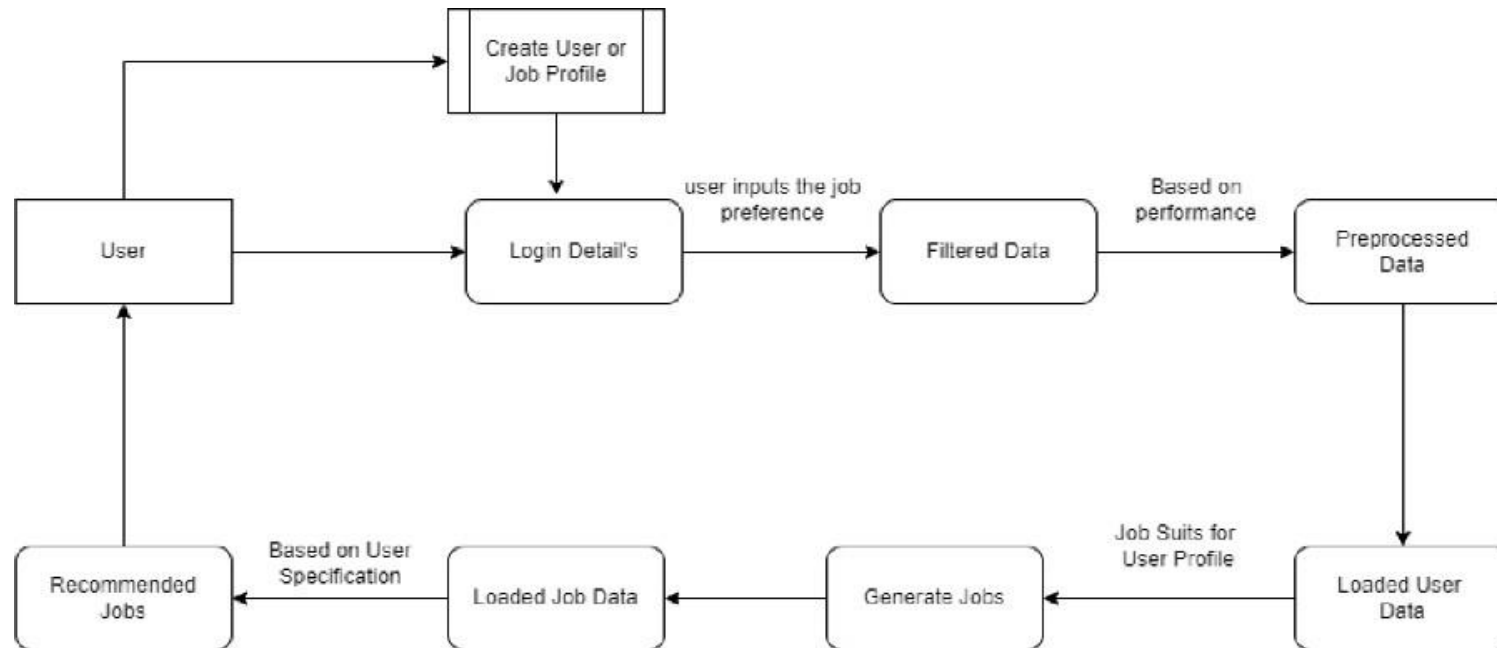 Create User or
Job Profile
user inputs the job
preference
Based on
performance
User
Login Detail's
Filtered Data
Preprocessed
Data
Based on User
Specification
Job Suits for
User Profile
Recommended
Jobs
Loaded Job Data
Generate Jobs
Loaded User
Data